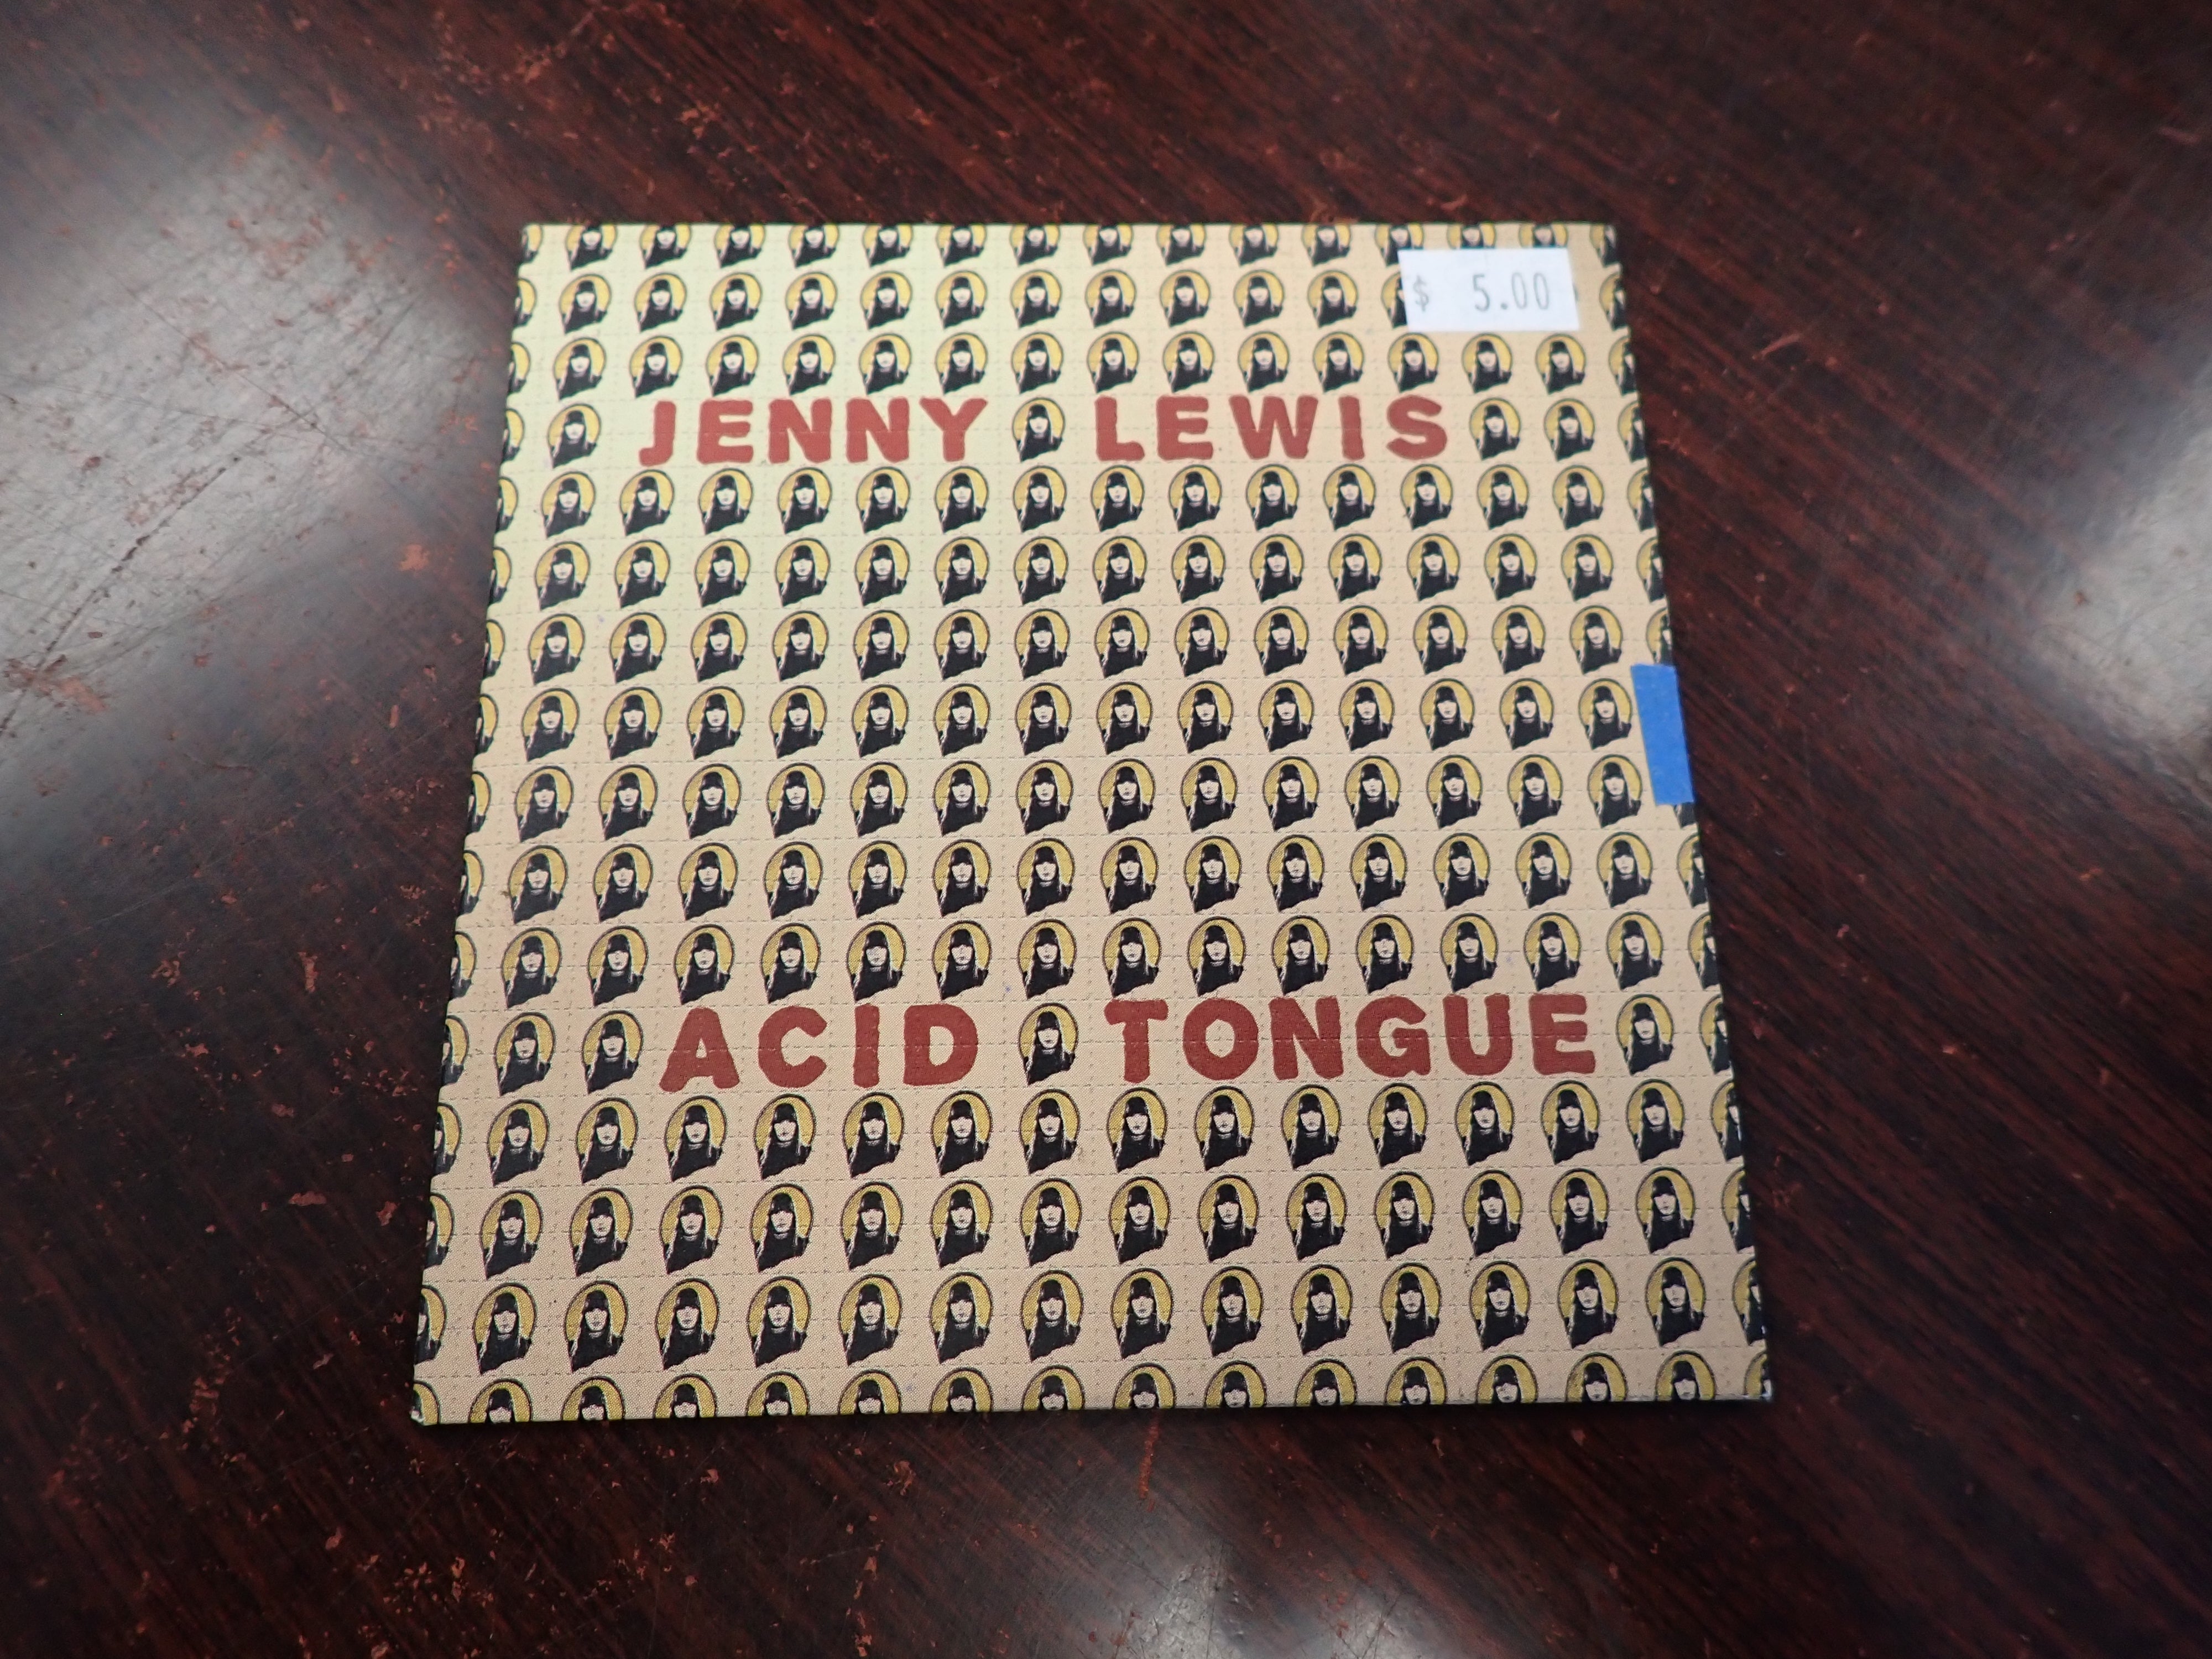 $ 5.00
JENNY LEWIS
ACID TONGUE